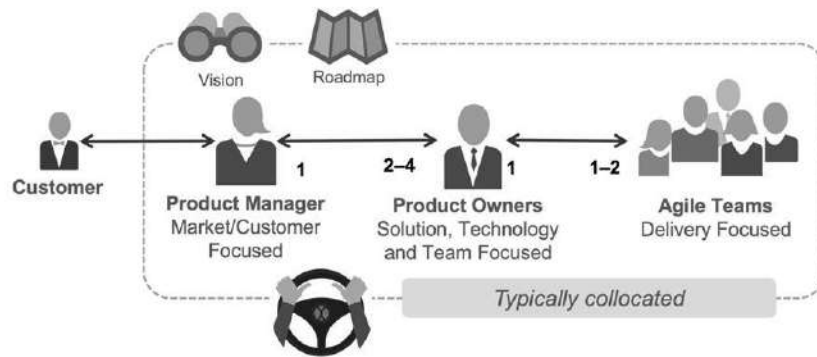 Vision
Roadmap
Customer
1
2–4
1
1–2
Product Manager
Market/Customer
Focused
Product Owners
Solution, Technology
and Team Focused
Agile Teams
Delivery Focused
Typically collocated